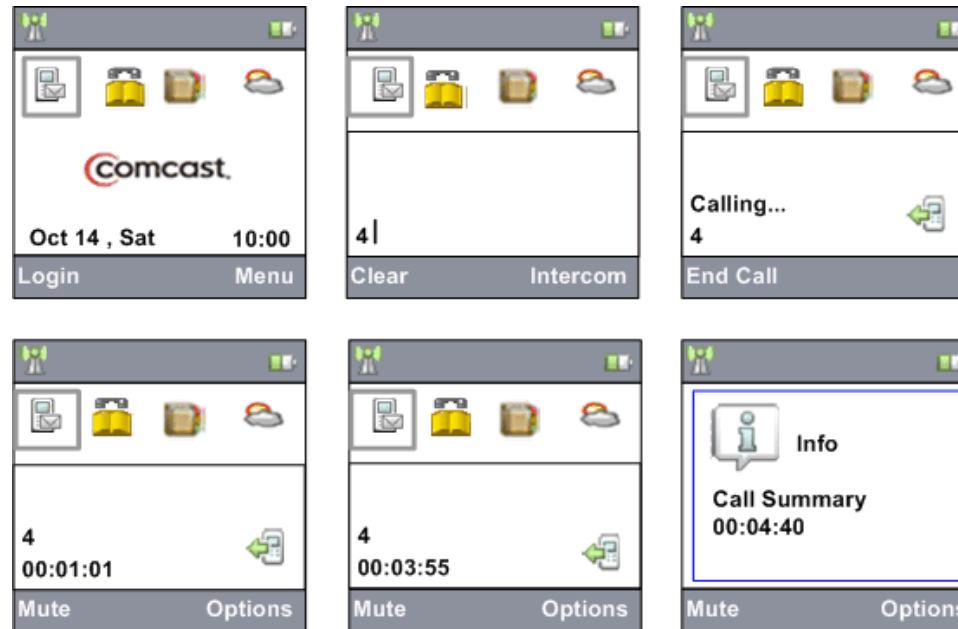 comcast.
Oct 14 , Sat 10:00
Login Menu
4
Clear Intercom
Calling...
4
End Call
4
00:01:01
Mute Options
4
00:03:55
Mute Options
Info
Call Summary
00:04:40
Mute Options